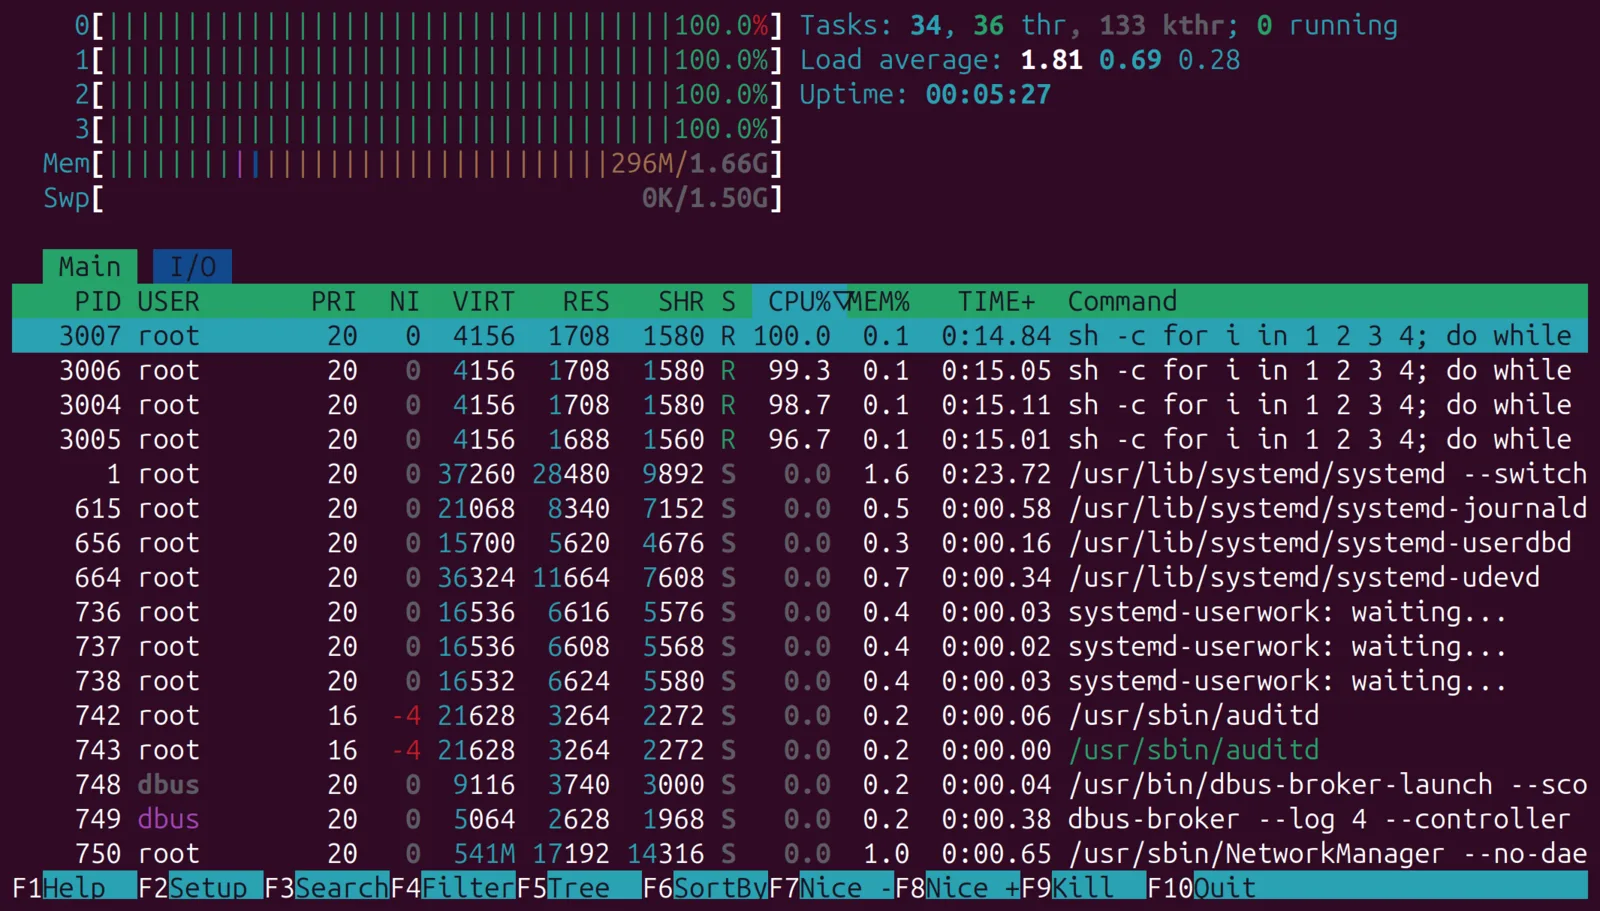 0[||||||||||||||||||||||||||||||||||||100.0%] Tasks: 34, 36 thr, 133 kthr; 0 running
1[||||||||||||||||||||||||||||||||||||100.0%] Load average: 1.81 0.69 0.28
2[||||||||||||||||||||||||||||||||||||100.0%] Uptime: 00:05:27
3[||||||||||||||||||||||||||||||||||||100.0%]
Mem[||||||||||||||||||||||||||||||||296M/1.66G]
Swp[ 0K/1.50G]
Main I/O
PID USER PRI NI VIRT RES SHR S CPU%▽MEM% TIME+ Command
3007 root 20 0 4156 1708 1580 R 100.0 0.1 0:14.84 sh -c for i in 1 2 3 4; do while
3006 root 20 0 4156 1708 1580 R 99.3 0.1 0:15.05 sh -c for i in 1 2 3 4; do while
3004 root 20 0 4156 1708 1580 R 98.7 0.1 0:15.11 sh -c for i in 1 2 3 4; do while
3005 root 20 0 4156 1688 1560 R 96.7 0.1 0:15.01 sh -c for i in 1 2 3 4; do while
1 root 20 0 37260 28480 9892 S 0.0 1.6 0:23.72 /usr/lib/systemd/systemd --switch
615 root 20 0 21068 8340 7152 S 0.0 0.5 0:00.58 /usr/lib/systemd/systemd-journald
656 root 20 0 15700 5620 4676 S 0.0 0.3 0:00.16 /usr/lib/systemd/systemd-userdbd
664 root 20 0 36324 11664 7608 S 0.0 0.7 0:00.34 /usr/lib/systemd/systemd-udevd
736 root 20 0 16536 6616 5576 S 0.0 0.4 0:00.03 systemd-userwork: waiting...
737 root 20 0 16536 6608 5568 S 0.0 0.4 0:00.02 systemd-userwork: waiting...
738 root 20 0 16532 6624 5580 S 0.0 0.4 0:00.03 systemd-userwork: waiting...
742 root 16 -4 21628 3264 2272 S 0.0 0.2 0:00.06 /usr/sbin/auditd
743 root 16 -4 21628 3264 2272 S 0.0 0.2 0:00.00 /usr/sbin/auditd
748 dbus 20 0 9116 3740 3000 S 0.0 0.2 0:00.04 /usr/bin/dbus-broker-launch --sco
749 dbus 20 0 5064 2628 1968 S 0.0 0.2 0:00.38 dbus-broker --log 4 --controller
750 root 20 0 541M 17192 14316 S 0.0 1.0 0:00.65 /usr/sbin/NetworkManager --no-dae
F1Help F2Setup F3SearchF4FilterF5Tree F6SortByF7Nice -F8Nice +F9Kill F10Quit